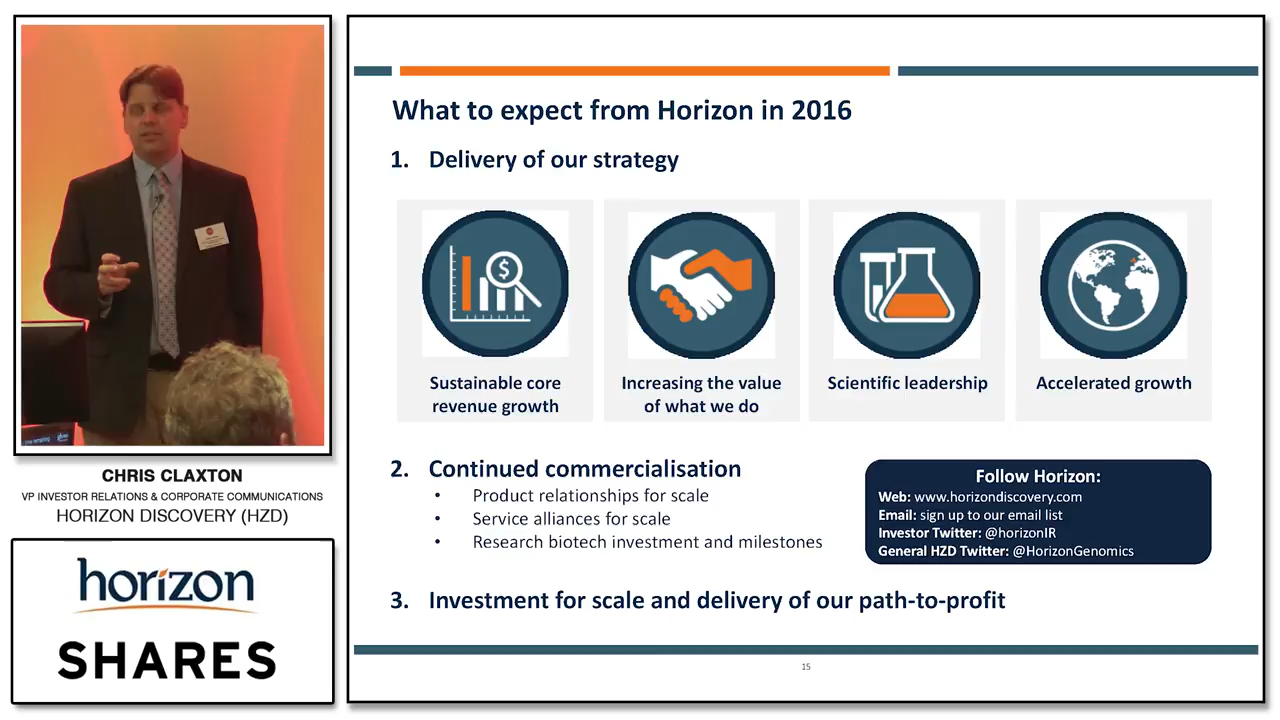 What to expect from Horizon in 2016
1. Delivery of our strategy
$
Sustainable core
revenue growth
Increasing the value
of what we do
Scientific leadership
Accelerated growth
2. Continued commercialisation
• Product relationships for scale
• Service alliances for scale
• Research biotech investment and milestones
Follow Horizon:
Web: www.horizondiscovery.com
Email: sign up to our email list
Investor Twitter: @horizonIR
General HZD Twitter: @HorizonGenomics
3. Investment for scale and delivery of our path-to-profit
15
CHRIS CLAXTON
VP INVESTOR RELATIONS & CORPORATE COMMUNICATIONS
HORIZON DISCOVERY (HZD)
horizon
SHARES